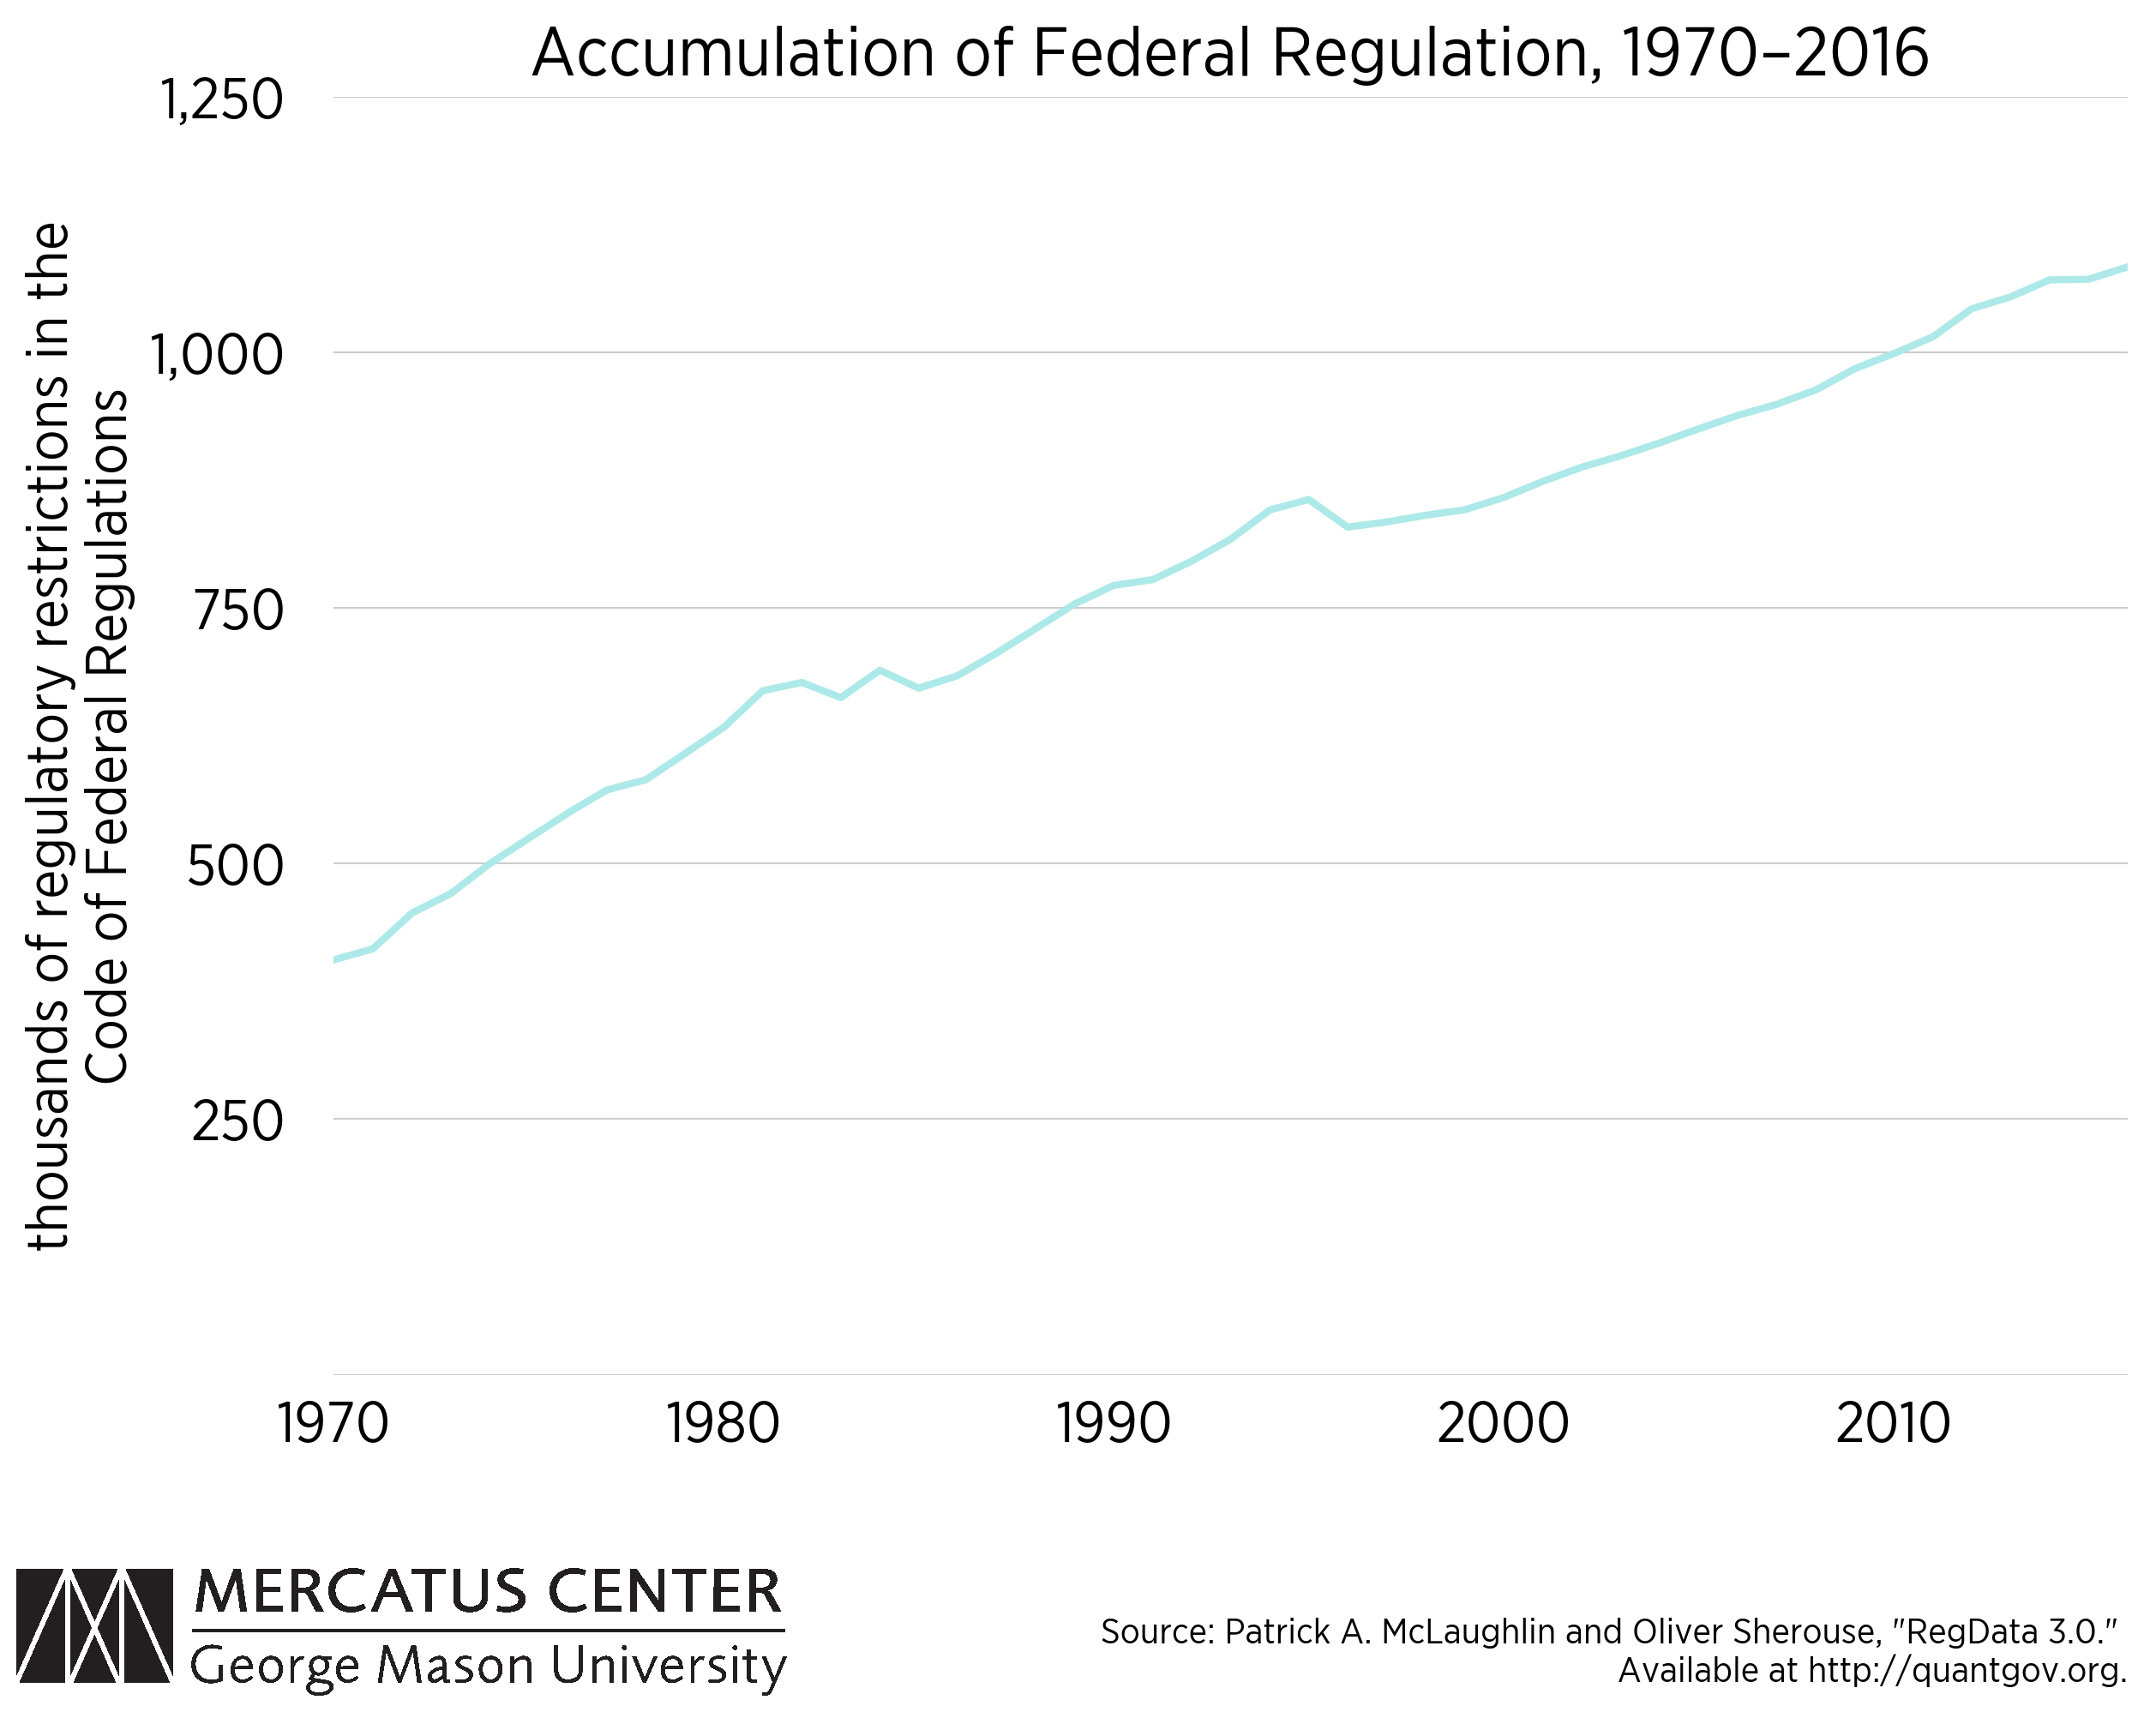 Accumulation of Federal Regulation, 1970–2016
thousands of regulatory restrictions in the
Code of Federal Regulations
1,250
1,000
750
500
250
1970 1980 1990 2000 2010
MERCATUS CENTER
George Mason University
Source: Patrick A. McLaughlin and Oliver Sherouse, "RegData 3.0."
Available at http://quantgov.org.